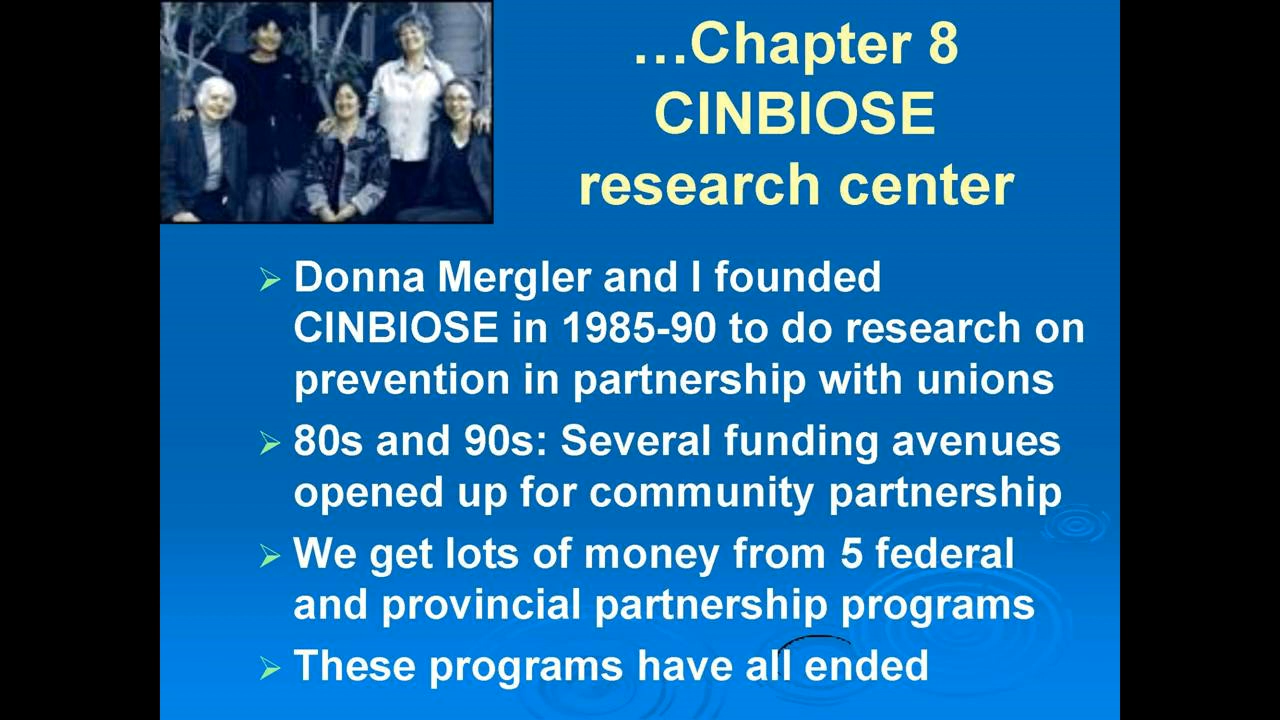 ...Chapter 8
CINBIOSE
research center
Donna Mergler and I founded
CINBIOSE in 1985-90 to do research on
prevention in partnership with unions
80s and 90s: Several funding avenues
opened up for community partnership
We get lots of money from 5 federal
and provincial partnership programs
These programs have all ended